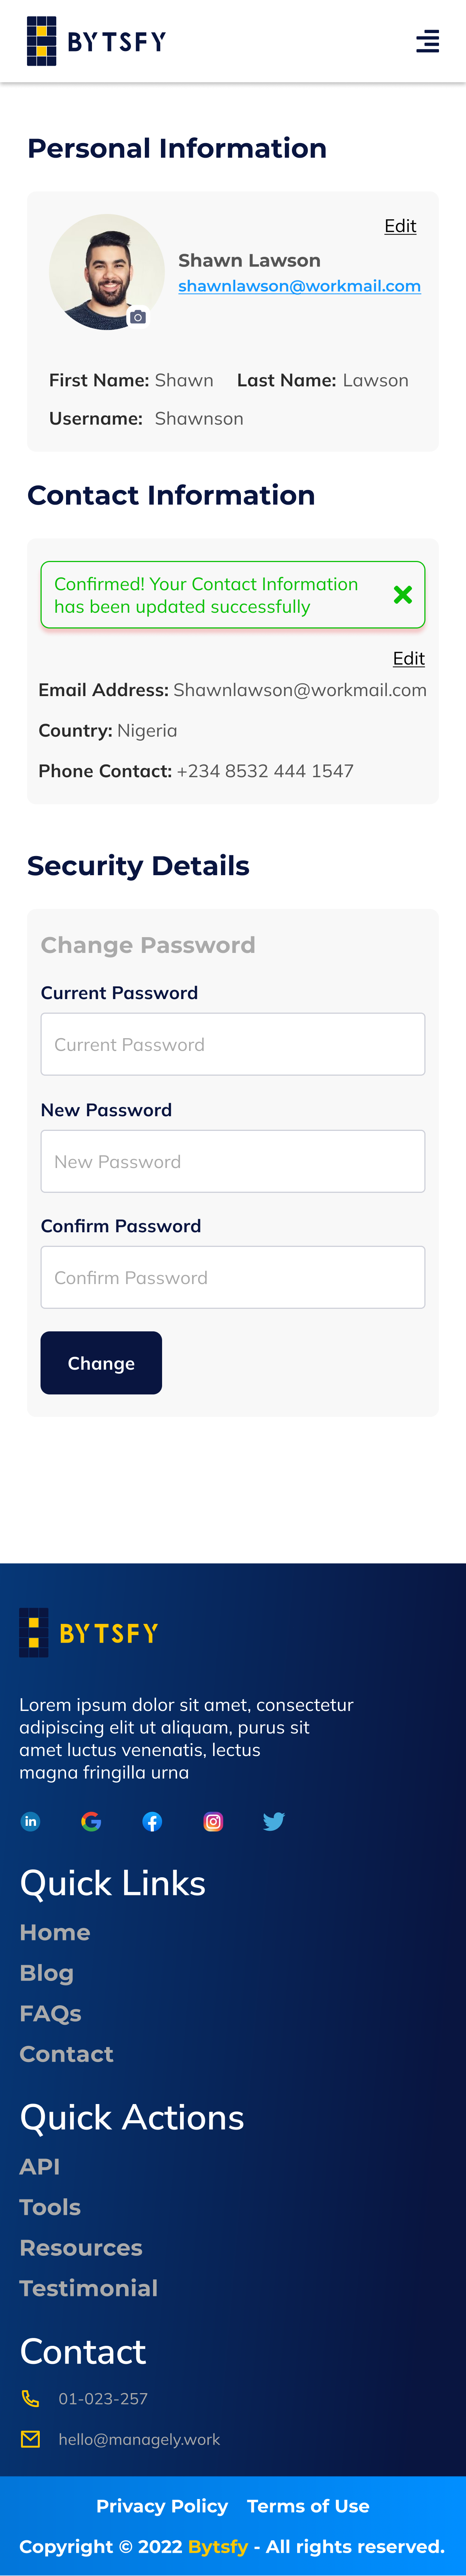 BYTSFY
Personal Information
Edit
Shawn Lawson
shawnlawson@workmail.com
First Name: Shawn Last Name: Lawson
Username: Shawnson
Contact Information
Confirmed! Your Contact Information
has been updated successfully
Edit
Email Address: Shawnlawson@workmail.com
Country: Nigeria
Phone Contact: +234 8532 444 1547
Security Details
Change Password
Current Password
Current Password
New Password
New Password
Confirm Password
Confirm Password
Change
BYTSFY
Lorem ipsum dolor sit amet, consectetur
adipiscing elit ut aliquam, purus sit
amet luctus venenatis, lectus
magna fringilla urna
in
Quick Links
Home
Blog
FAQs
Contact
Quick Actions
API
Tools
Resources
Testimonial
Contact
01-023-257
hello@managely.work
Privacy Policy Terms of Use
Copyright © 2022 Bytsfy - All rights reserved.